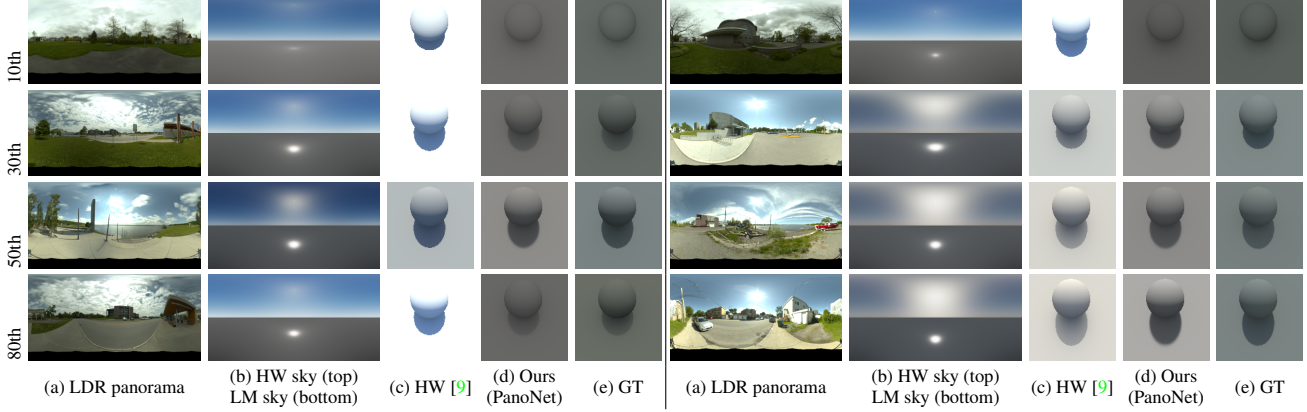 10th
30th
50th
80th
(a) LDR panorama
(b) HW sky (top)
LM sky (bottom)
(c) HW [9]
(d) Ours
(PanoNet)
(e) GT
(a) LDR panorama
(b) HW sky (top)
LM sky (bottom)
(c) HW [9]
(d) Ours
(PanoNet)
(e) GT